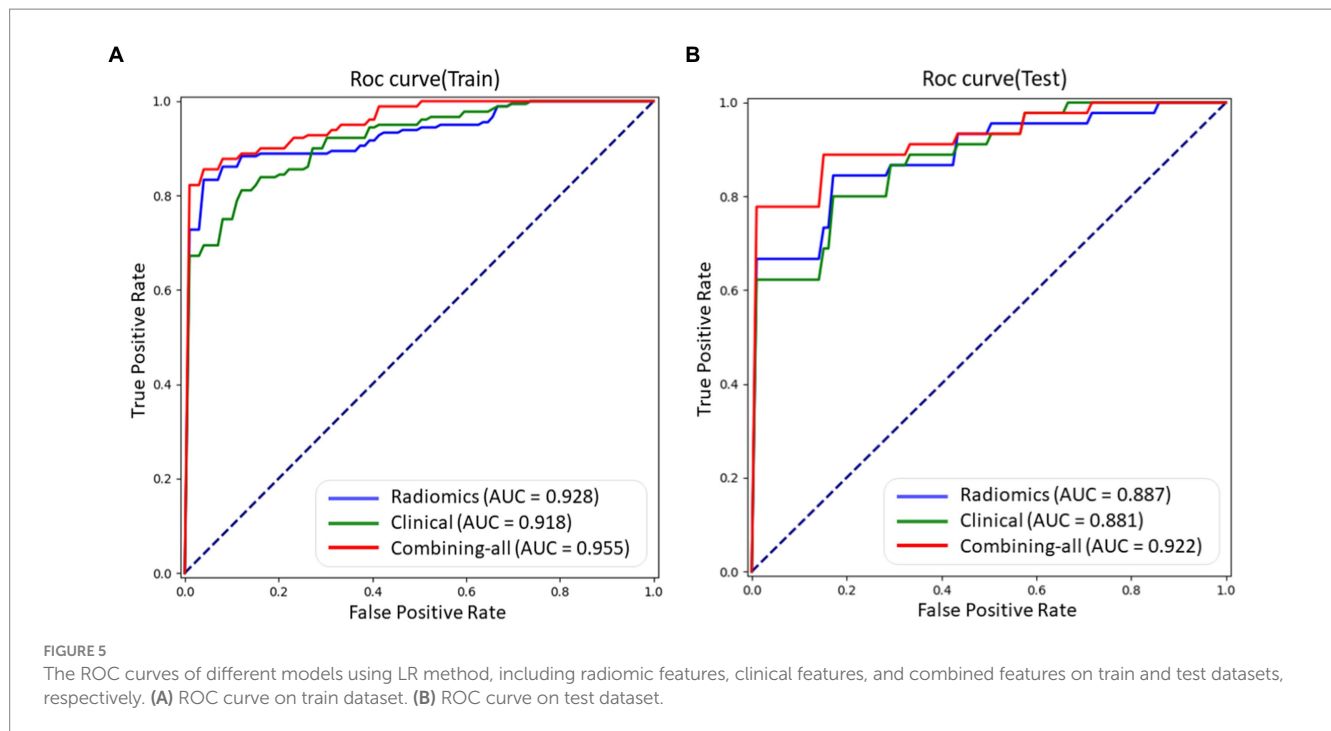 A
Roc curve(Train)
1.0
0.8
0.6
0.4
0.2
0.0
True Positive Rate
0.0 0.2 0.4 0.6 0.8 1.0
False Positive Rate
Radiomics (AUC = 0.928)
Clinical (AUC = 0.918)
Combining-all (AUC = 0.955)
B
Roc curve(Test)
1.0
0.8
0.6
0.4
0.2
0.0
True Positive Rate
0.0 0.2 0.4 0.6 0.8 1.0
False Positive Rate
Radiomics (AUC = 0.887)
Clinical (AUC = 0.881)
Combining-all (AUC = 0.922)
FIGURE 5
The ROC curves of different models using LR method, including radiomic features, clinical features, and combined features on train and test datasets,
respectively. (A) ROC curve on train dataset. (B) ROC curve on test dataset.